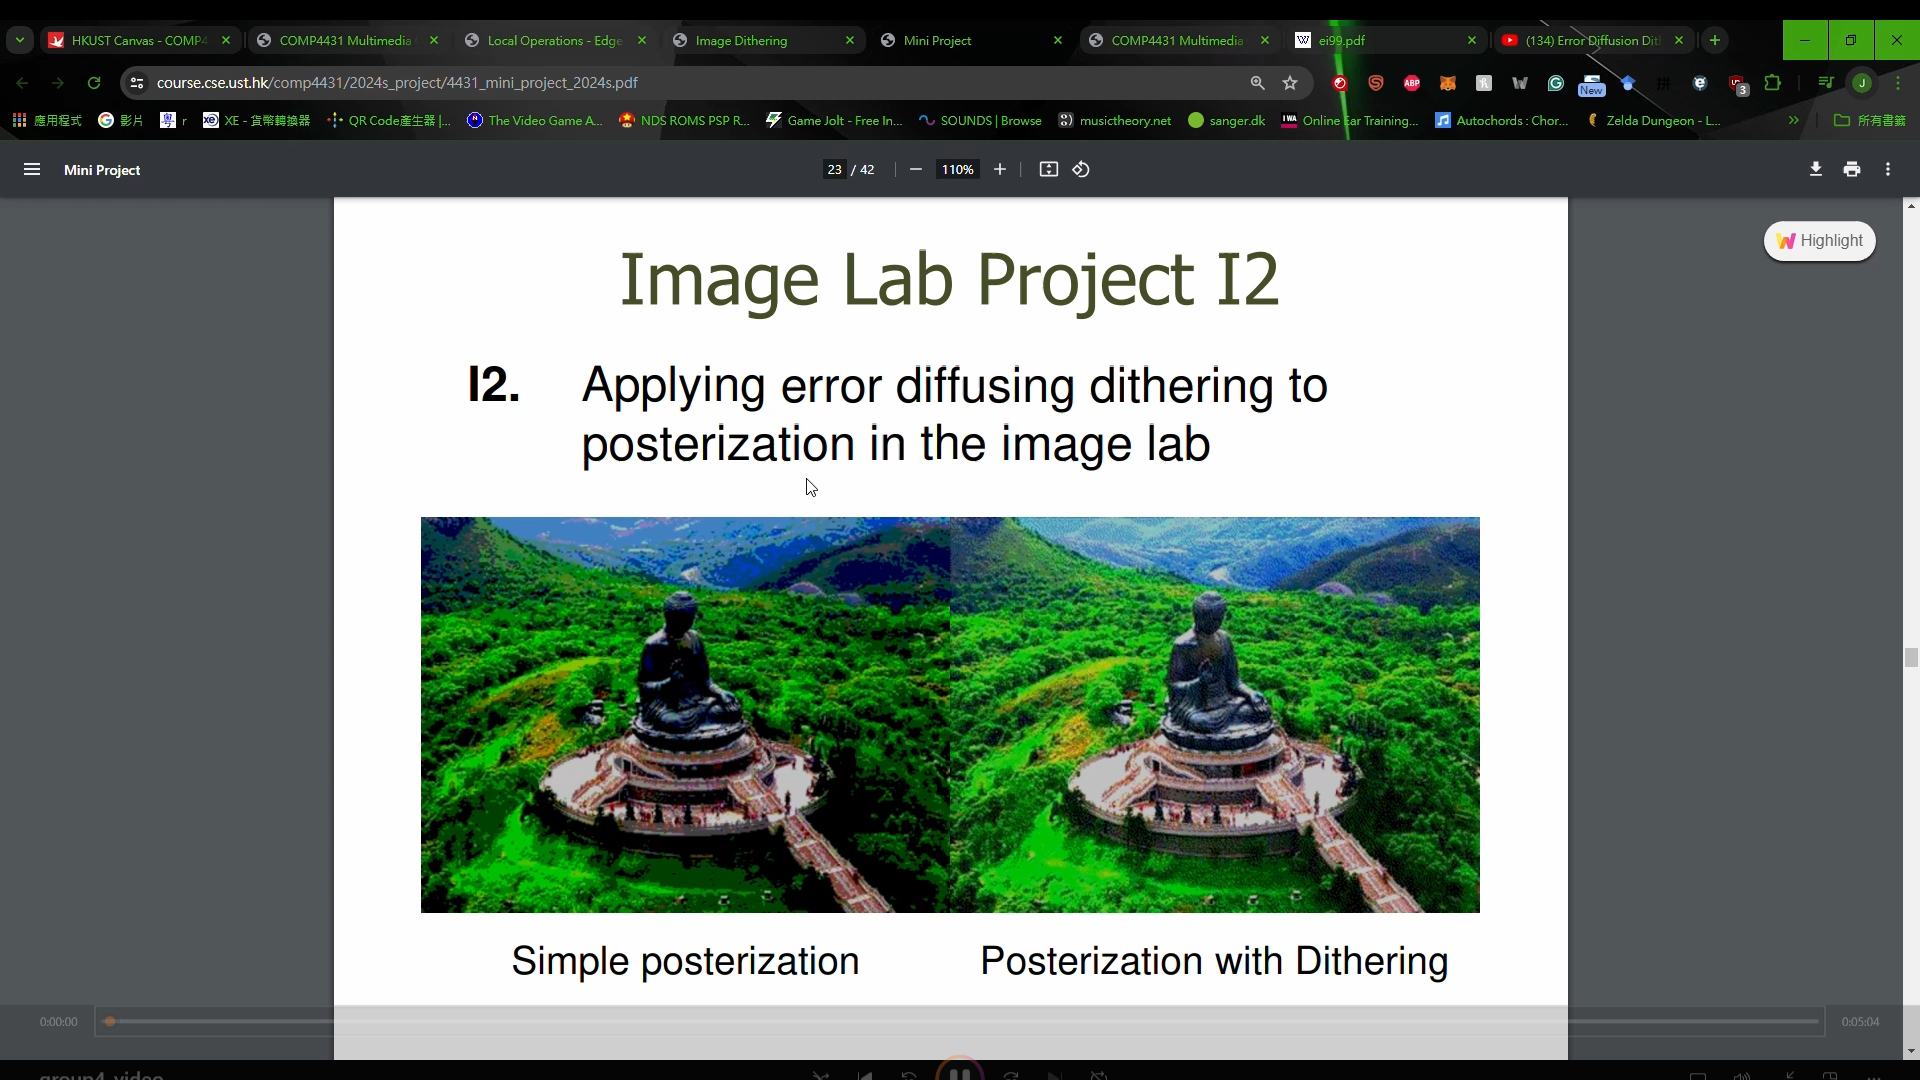 HKUST Canvas - COMP4
COMP4431 Multimedia
Local Operations - Edge
Image Dithering
Mini Project
COMP4431 Multimedia
ei99.pdf
(134) Error Diffusion Dit
course.cse.ust.hk/comp4431/2024s_project/4431_mini_project_2024s.pdf
ABP
New
3
J
應用程式
影片
粵 r
XE - 貨幣轉換器
QR Code產生器 |...
The Video Game A...
NDS ROMS PSP R...
Game Jolt - Free In...
SOUNDS | Browse
musictheory.net
sanger.dk
Online Ear Training...
Autochords : Chor...
Zelda Dungeon - L...
所有書籤
Mini Project
23 / 42
110%
Highlight
Image Lab Project I2
I2. Applying error diffusing dithering to
posterization in the image lab
Simple posterization
Posterization with Dithering
0:00:00
0:05:04